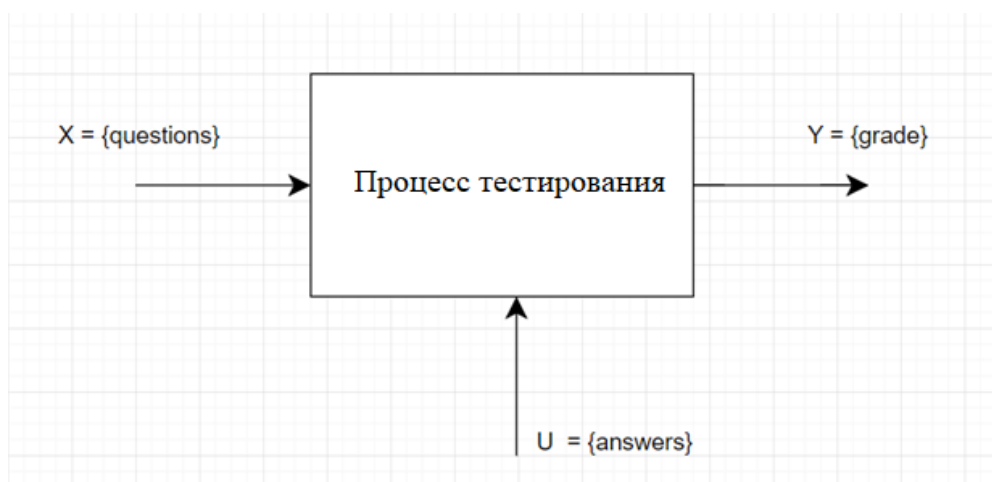 X = {questions}
Y = {grade}
Процесс тестирования
U = {answers}